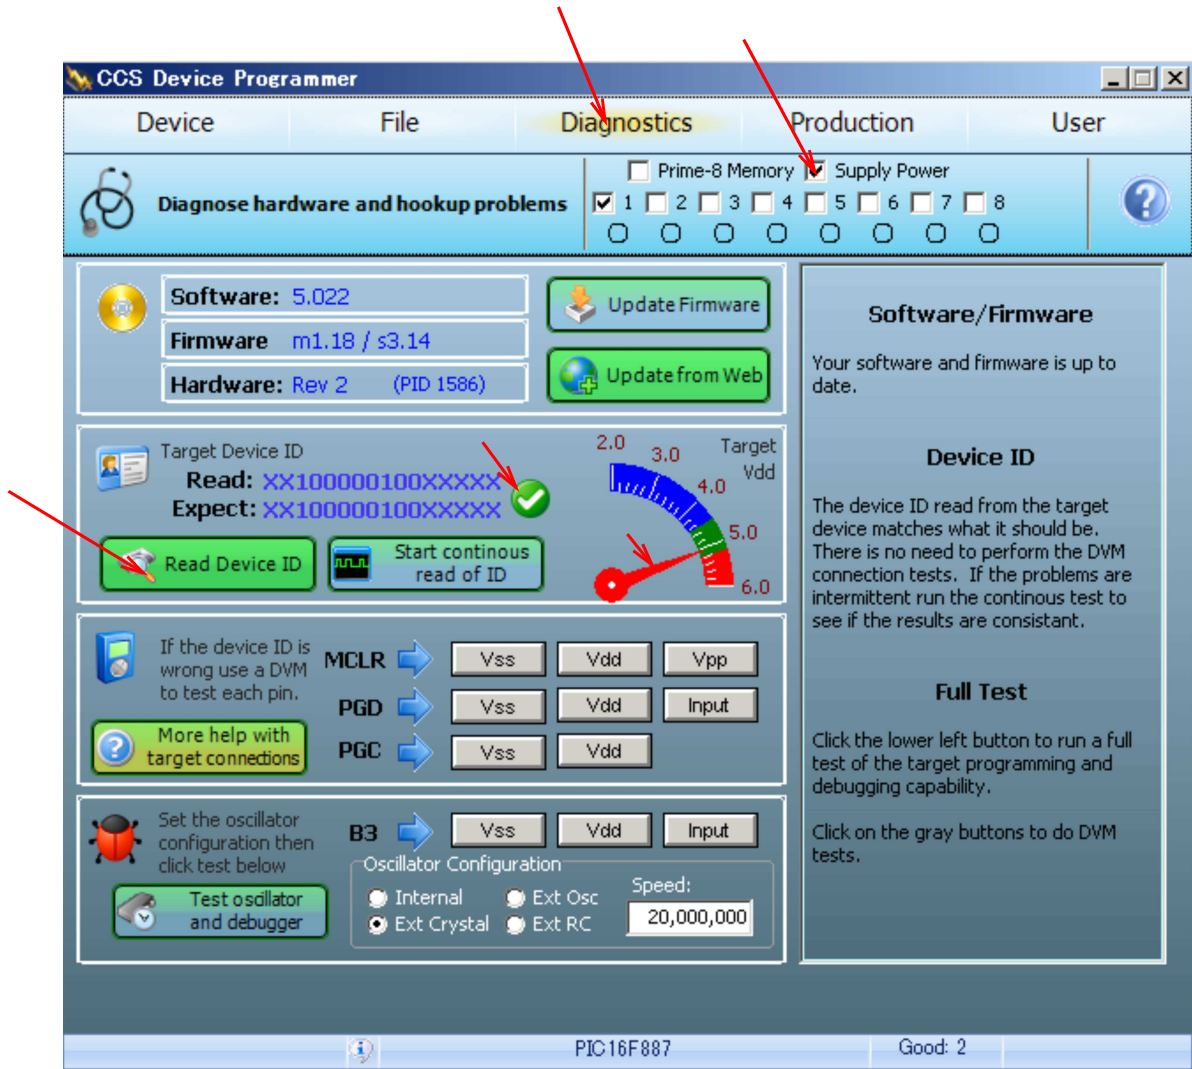 CCS Device Programmer
Device File Diagnostics Production User
Prime-8 Memory Supply Power
Diagnose hardware and hookup problems 1 2 3 4 5 6 7 8
Software: 5.022
Firmware m1.18 / s3.14
Hardware: Rev 2 (PID 1586)
Update Firmware
Update from Web
Target Device ID
Read: XX100000100XXXXX
Expect: XX100000100XXXXX
Read Device ID
Start continous
read of ID
2.0
3.0
4.0
5.0
6.0
Target
Vdd
If the device ID is
wrong use a DVM
to test each pin.
More help with
target connections
MCLR Vss Vdd Vpp
PGD Vss Vdd Input
PGC Vss Vdd
Set the oscillator
configuration then
click test below
Test oscillator
and debugger
B3 Vss Vdd Input
Oscillator Configuration
Internal Ext Osc
Ext Crystal Ext RC
Speed:
20,000,000
Software/Firmware
Your software and firmware is up to
date.
Device ID
The device ID read from the target
device matches what it should be.
There is no need to perform the DVM
connection tests. If the problems are
intermittent run the continous test to
see if the results are consistant.
Full Test
Click the lower left button to run a full
test of the target programming and
debugging capability.
Click on the gray buttons to do DVM
tests.
PIC16F887 Good: 2